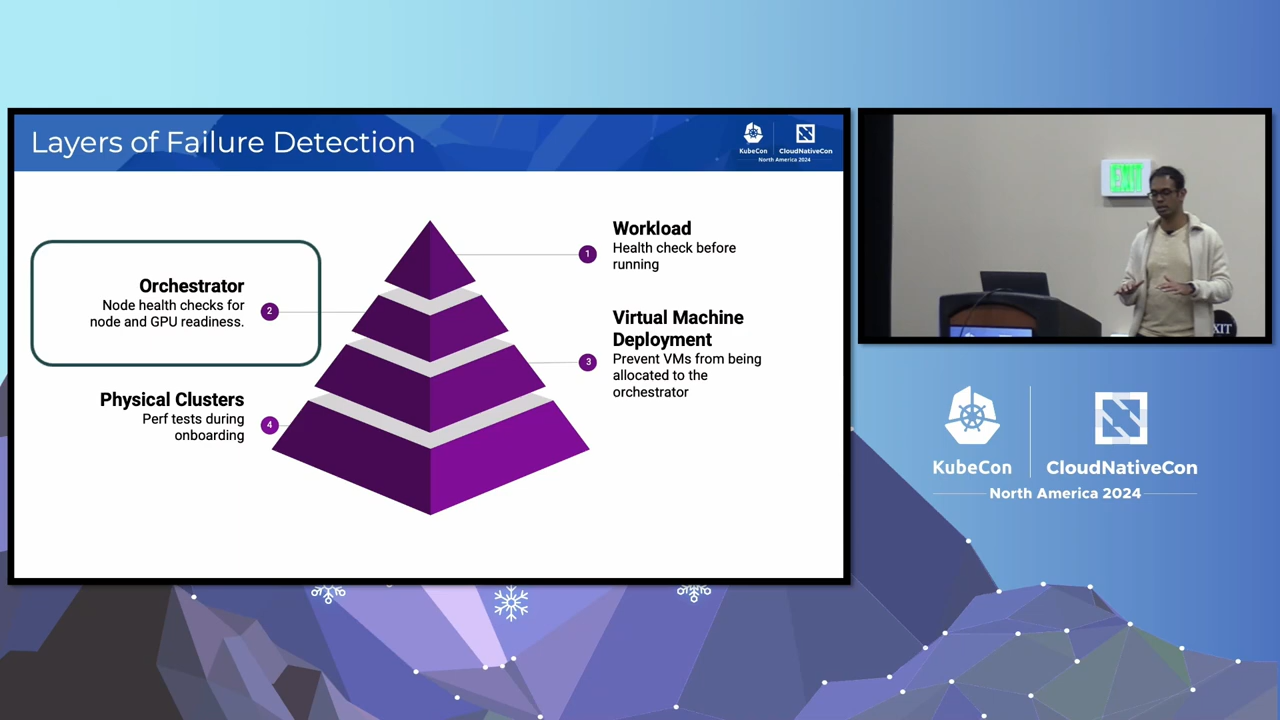 Layers of Failure Detection
KubeCon
CloudNativeCon
North America 2024
Workload
Health check before
running
1
Orchestrator
Node health checks for
node and GPU readiness.
2
Virtual Machine
Deployment
Prevent VMs from being
allocated to the
orchestrator
3
Physical Clusters
Perf tests during
onboarding
4
EXIT
EXIT
KubeCon
CloudNativeCon
North America 2024